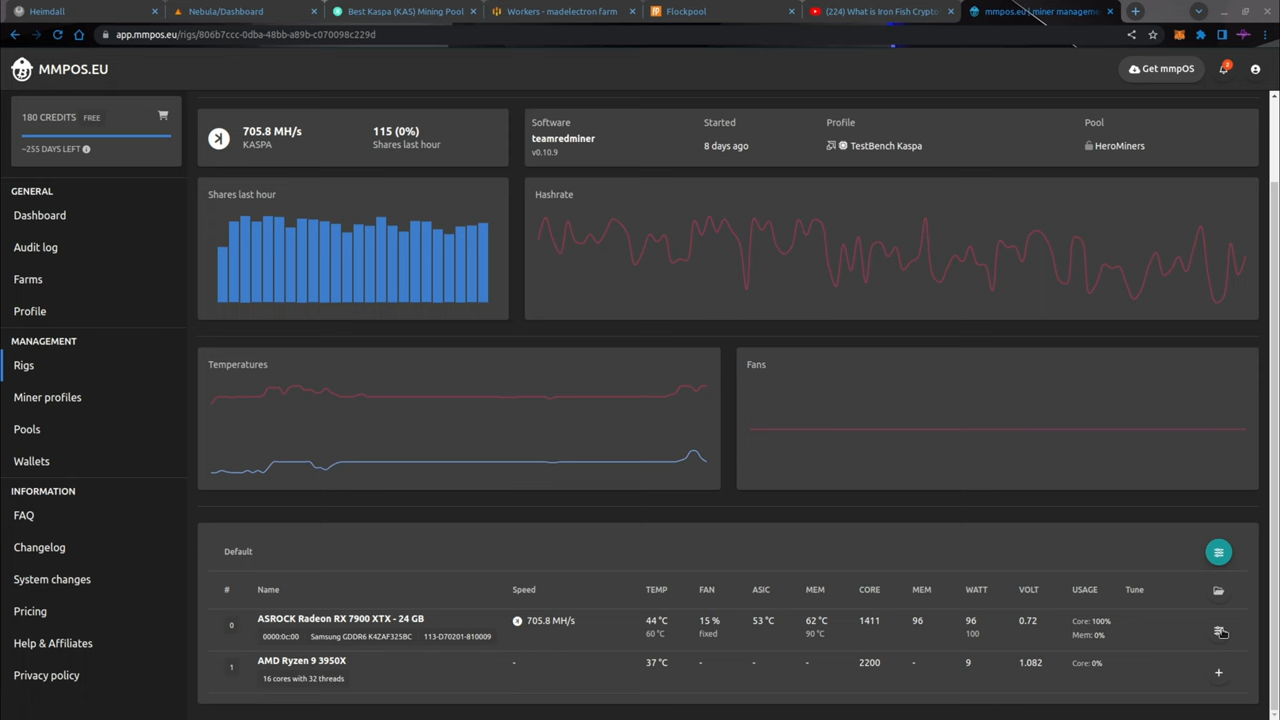 Heimdall
Nebula/Dashboard
Best Kaspa (KAS) Mining Pool
Workers - madelectron farm
Flockpool
(224) What is Iron Fish Crypto
mmpos.eu | miner manageme
app.mmpos.eu/rigs/806b7ccc-0dba-48bb-a89b-c070098c229d
MMPOS.EU
Get mmpOS
2
180 CREDITS FREE
~255 DAYS LEFT
GENERAL
Dashboard
Audit log
Farms
Profile
MANAGEMENT
Rigs
Miner profiles
Pools
Wallets
INFORMATION
FAQ
Changelog
System changes
Pricing
Help & Affiliates
Privacy policy
705.8 MH/s
KASPA
115 (0%)
Shares last hour
Software
teamredminer
v0.10.9
Started
8 days ago
Profile
TestBench Kaspa
Pool
HeroMiners
Shares last hour
Hashrate
Temperatures
Fans
Default
# Name Speed TEMP FAN ASIC MEM CORE MEM WATT VOLT USAGE Tune
0 ASROCK Radeon RX 7900 XTX - 24 GB 705.8 MH/s 44 °C 15 % 53 °C 62 °C 1411 96 96 0.72 Core: 100%
0000:0c:00 Samsung GDDR6 K4ZAF325BC 113-D70201-810009 60 °C fixed 90 °C 100 Mem: 0%
1 AMD Ryzen 9 3950X - 37 °C - - - 2200 - 9 1.082 Core: 0%
16 cores with 32 threads